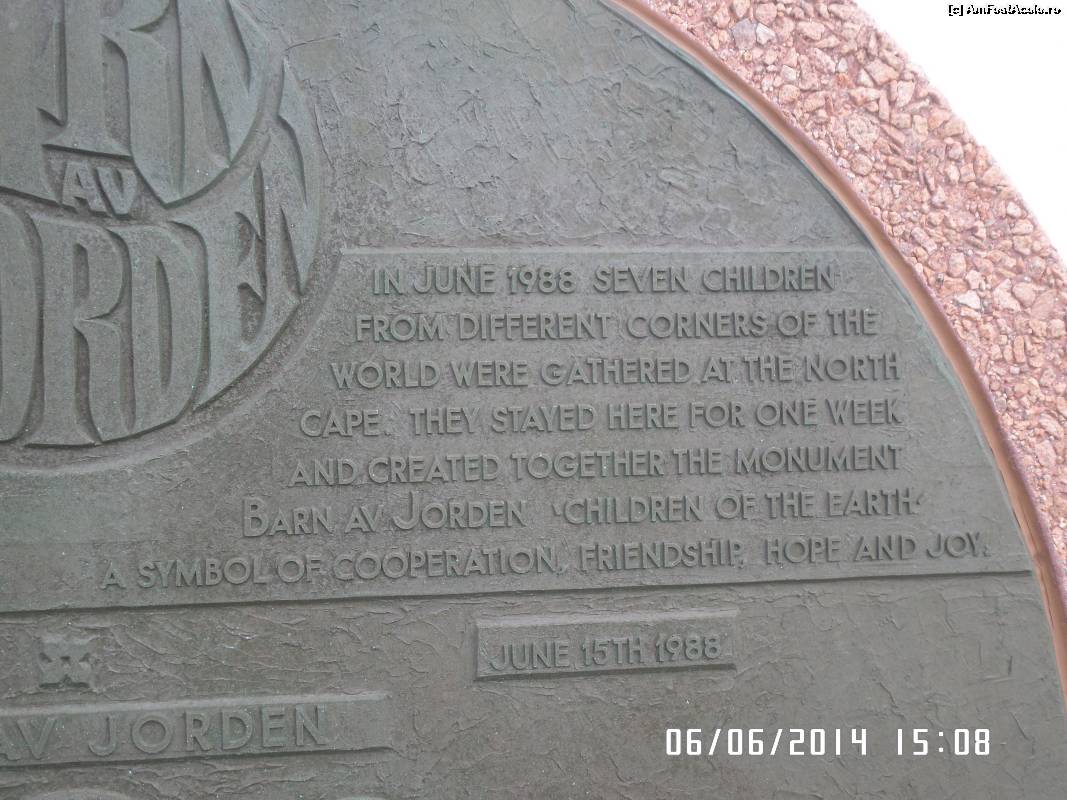 [c] AmFostAcolo.ro
AV
IN JUNE 1988 SEVEN CHILDREN
FROM DIFFERENT CORNERS OF THE
WORLD WERE GATHERED AT THE NORTH
CAPE. THEY STAYED HERE FOR ONE WEEK
AND CREATED TOGETHER THE MONUMENT
BARN AV JORDEN 'CHILDREN OF THE EARTH'
A SYMBOL OF COOPERATION, FRIENDSHIP, HOPE AND JOY.
JUNE 15TH 1988
AV JORDEN
06/06/2014 15:08